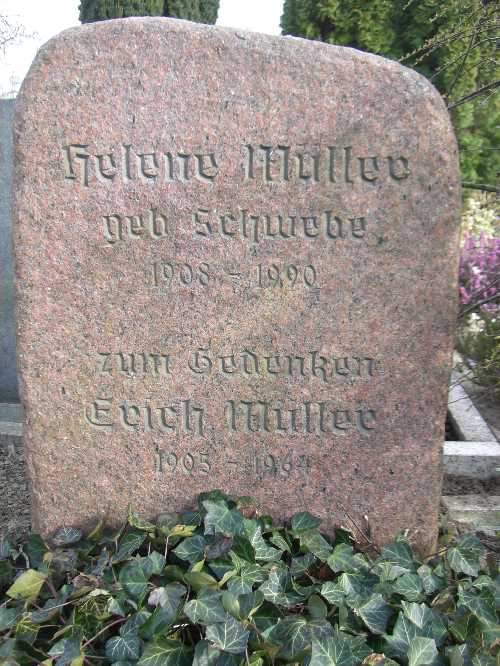 Helene Müller
geb Schwebe
1908 - 1990
zum Gedenken
Erich Müller
1905 - 1964